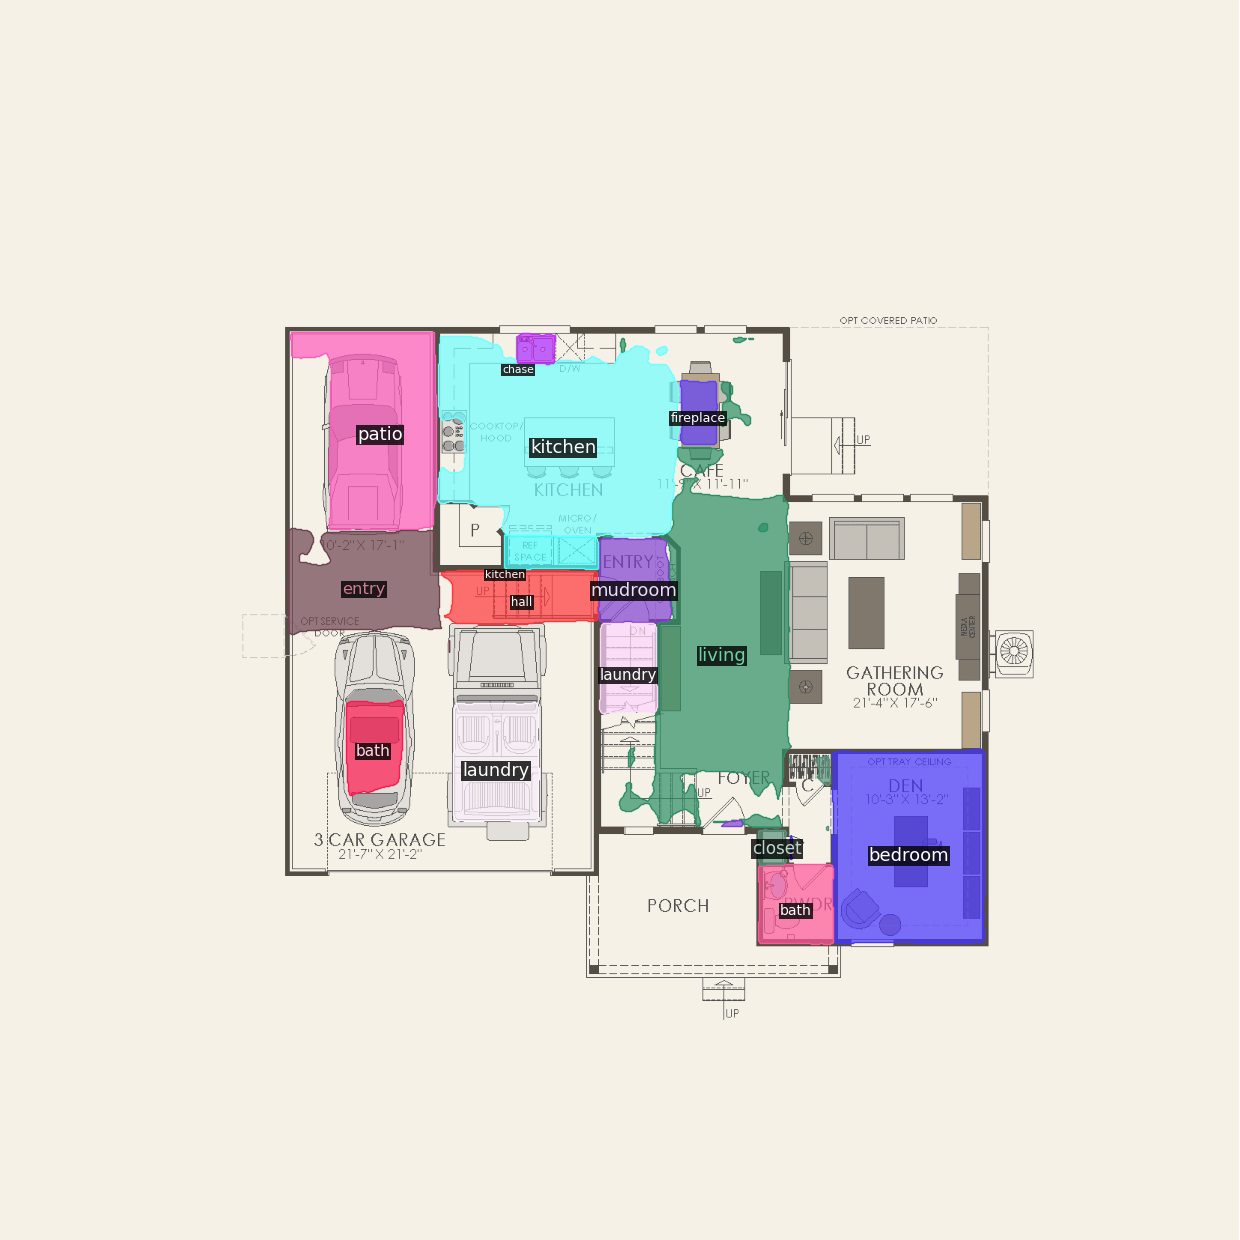 OPT COVERED PATIO
chase
D/W
fireplace
COOKTOP/
HOOD
patio
kitchen
UP
CAFE
11'-9" X 11'-11"
KITCHEN
MICRO/
OVEN
P
10'-2" X 17'-1"
REF
SPACE
ENTRY
kitchen
entry
UP
hall
mudroom
OPT SERVICE
DOOR
DN
living
laundry
GATHERING
ROOM
21'-4" X 17'-6"
bath
laundry
OPT TRAY CEILING
FOYER
C
DEN
10'-3" X 13'-2"
UP
3 CAR GARAGE
21'-7" X 21'-2"
closet
bedroom
PORCH
PWDR
bath
UP